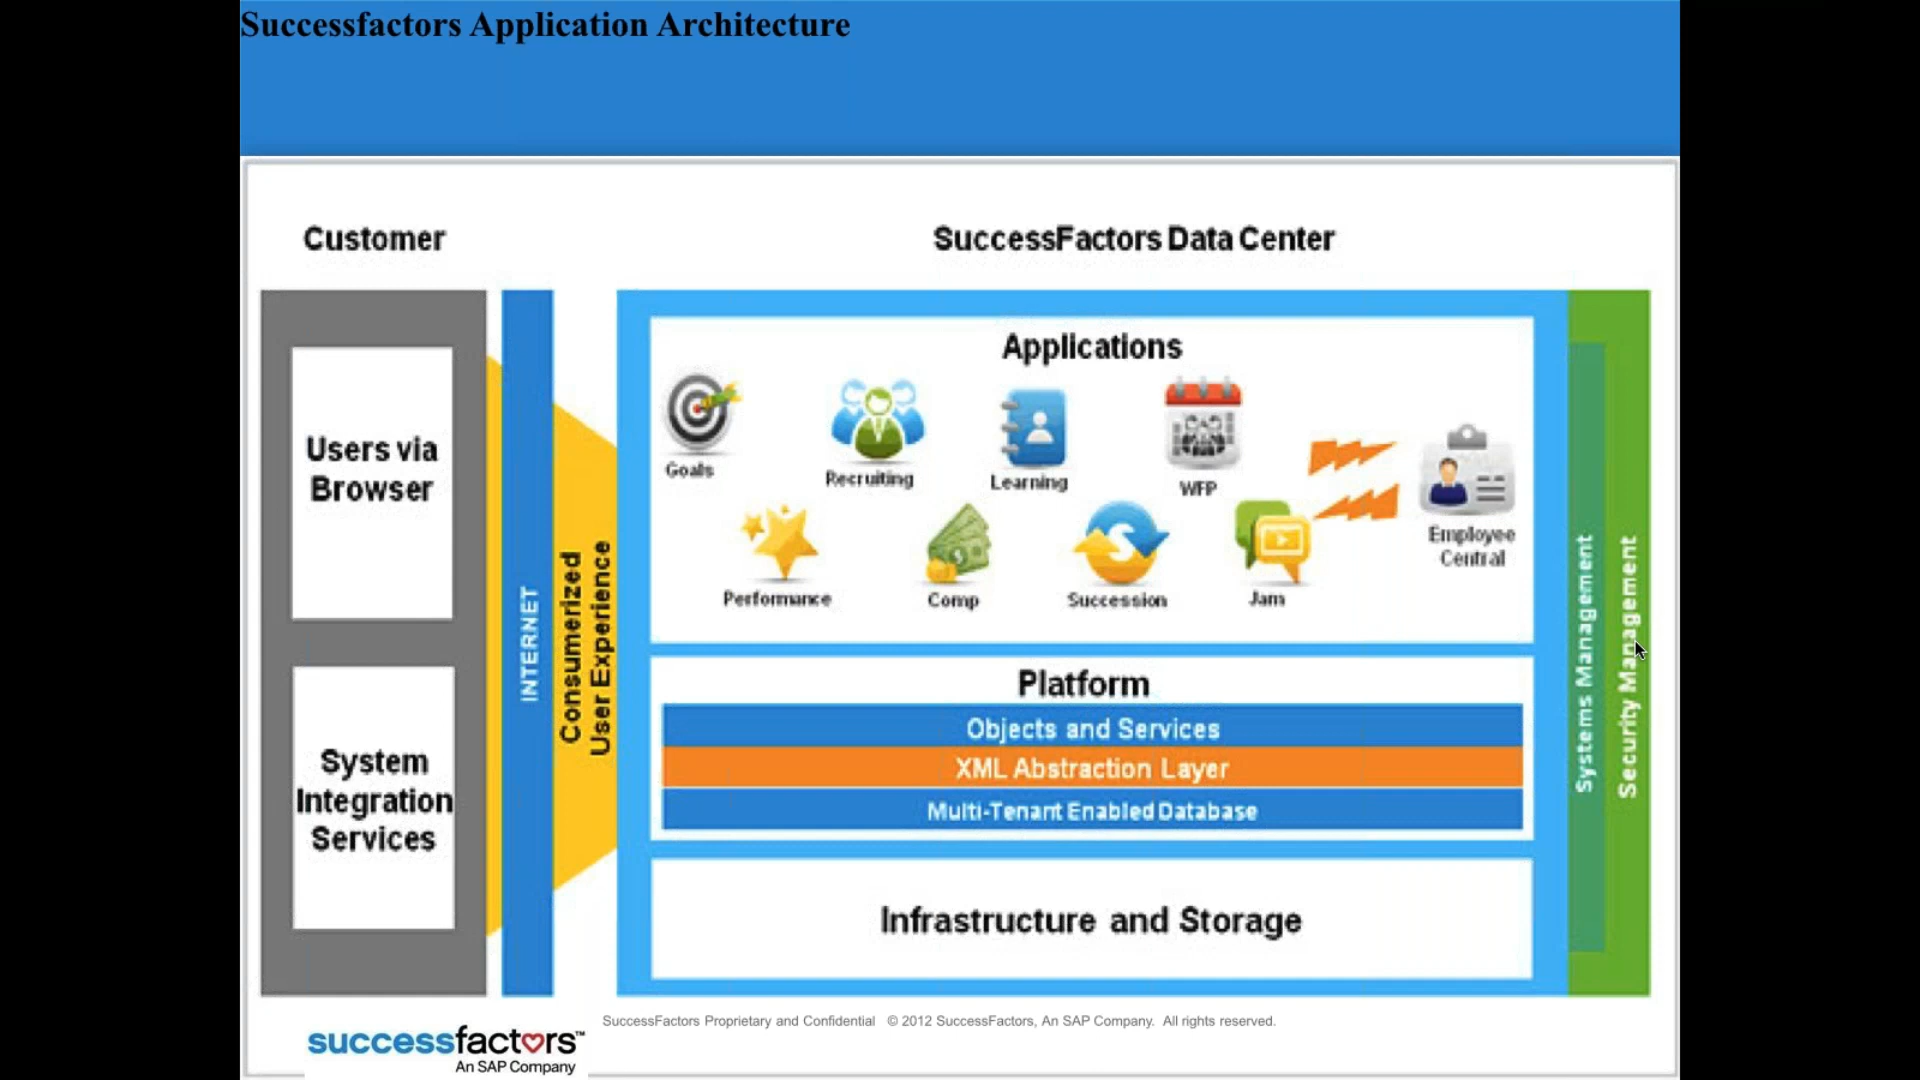 Successfactors Application Architecture
Customer
SuccessFactors Data Center
Users via
Browser
System
Integration
Services
INTERNET
Consumerized
User Experience
Applications
Goals
Recruiting
Learning
WFP
Employee
Central
Performance
Comp
Succession
Jam
Platform
Objects and Services
XML Abstraction Layer
Multi-Tenant Enabled Database
Infrastructure and Storage
Systems Management
Security Management
successfactors™
An SAP Company
SuccessFactors Proprietary and Confidential © 2012 SuccessFactors, An SAP Company. All rights reserved.